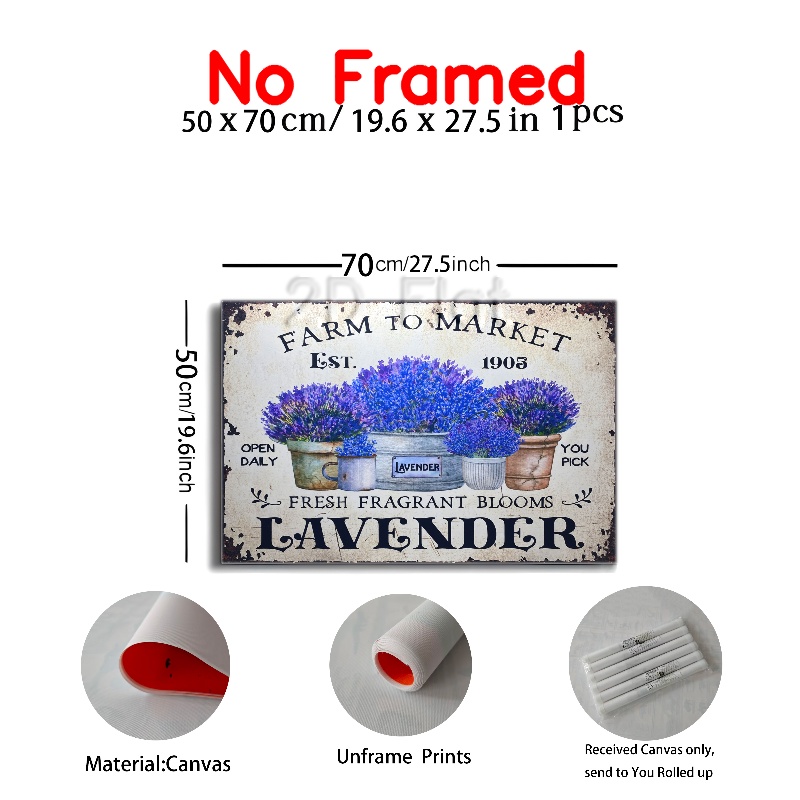 No Framed
50 x 70 cm/ 19.6 x 27.5 in 1pcs
70cm/27.5inch
2D Flat
50cm/19.6inch
FARM TO MARKET
EST. 1905
OPEN
DAILY
YOU
PICK
LAVENDER
FRESH FRAGRANT BLOOMS
LAVENDER
Material:Canvas
Unframe Prints
Received Canvas only,
send to You Rolled up